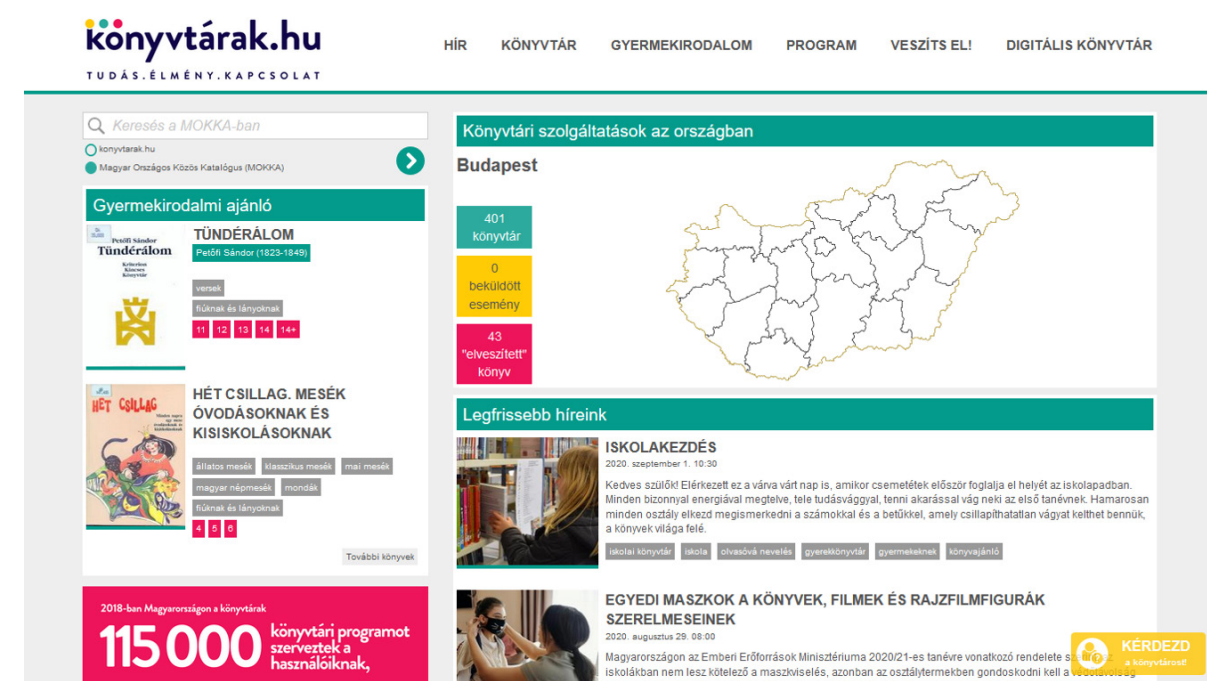 könyvtárak.hu
TUDÁS.ÉLMÉNY.KAPCSOLAT
HÍR KÖNYVTÁR GYERMEKIRODALOM PROGRAM VESZÍTS EL! DIGITÁLIS KÖNYVTÁR
Keresés a MOKKA-ban
konyvtarak.hu
Magyar Országos Közös Katalógus (MOKKA)
Gyermekirodalmi ajánló
Petőfi Sándor
Tündérálom
Kriterion
Kincses
Könyvtár
TÜNDÉRÁLOM
Petőfi Sándor (1823-1849)
versek
fiúknak és lányoknak
11 12 13 14 14+
HÉT CSILLAG
HÉT CSILLAG. MESÉK
ÓVODÁSOKNAK ÉS
KISISKOLÁSOKNAK
állatos mesék klasszikus mesék mai mesék
magyar népmesék mondák
fiúknak és lányoknak
4 5 6
További könyvek
2018-ban Magyarországon a könyvtárak
115 000 könyvtári programot
szerveztek a
használóiknak,
Könyvtári szolgáltatások az országban
Budapest
401
könyvtár
0
beküldött
esemény
43
"elveszített"
könyv
Legfrissebb híreink
ISKOLAKEZDÉS
2020. szeptember 1. 10:30
Kedves szülők! Elérkezett ez a várva várt nap is, amikor csemetéték először foglalja el helyét az iskolapadban.
Minden bizonnyal energiával megtelve, tele tudásvággyal, tenni akarással vág neki az első tanévnek. Hamarosan
minden osztály elkezd megismerkedni a számokkal és a betűkkel, amely csillapíthatatlan vágyat kelthet bennük,
a könyvek világa felé.
iskolai könyvtár iskola olvasóvá nevelés gyerekkönyvtár gyermekeknek könyvajánló
EGYEDI MASZKOK A KÖNYVEK, FILMEK ÉS RAJZFILMFIGURÁK
SZERELMESEINEK
2020. augusztus 29. 08:00
Magyarországon az Emberi Erőforrások Minisztériuma 2020/21-es tanévre vonatkozó rendelete
iskolákban nem lesz kötelező a maszkviselés, azonban az osztálytermekben gondoskodni kell a
KÉRDEZD
a könyvtárost!